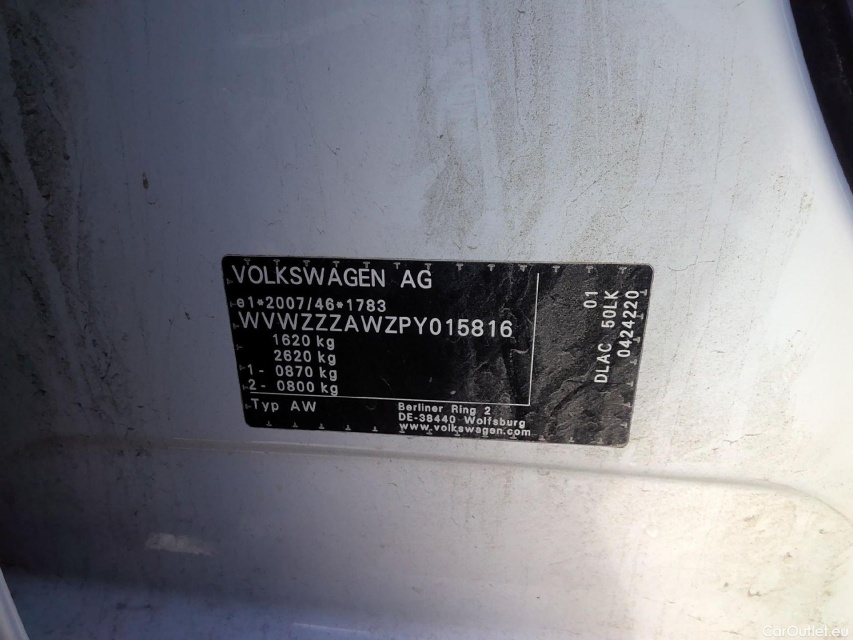 VOLKSWAGEN AG
e1*2007/46*1783
WVWZZZAWZPY015816
1620 kg
2620 kg
1- 0870 kg
2- 0800 kg
Typ AW
Berliner Ring 2
DE-38440 Wolfsburg
www.volkswagen.com
01
DLAC 50LK
0424220
CarOutlet.eu